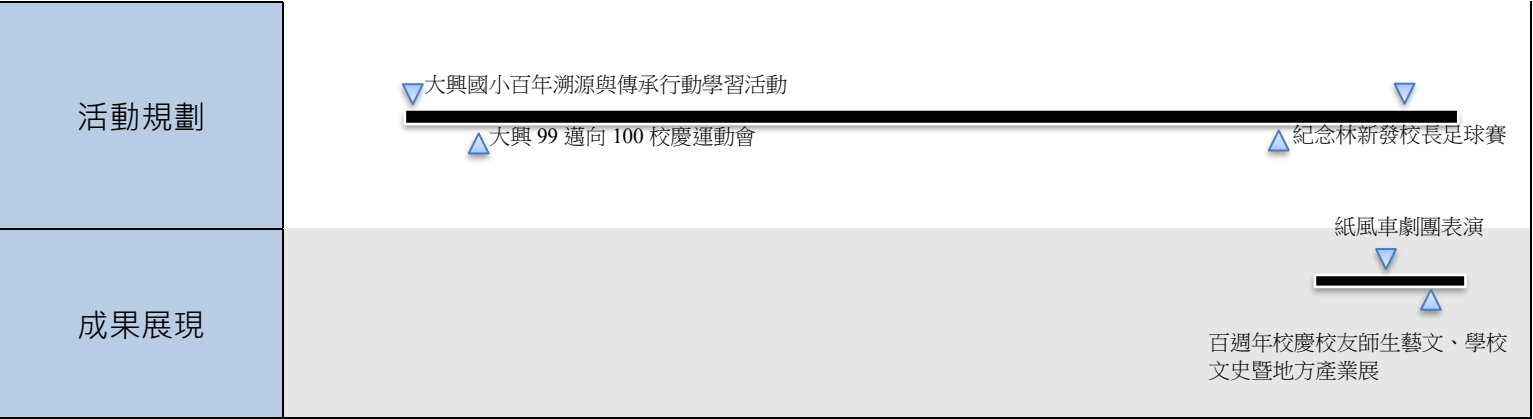 活動規劃
大興國小百年溯源與傳承行動學習活動
大興 99 邁向 100 校慶運動會
紀念林新發校長足球賽
成果展現
紙風車劇團表演
百週年校慶校友師生藝文、學校
文史暨地方產業展